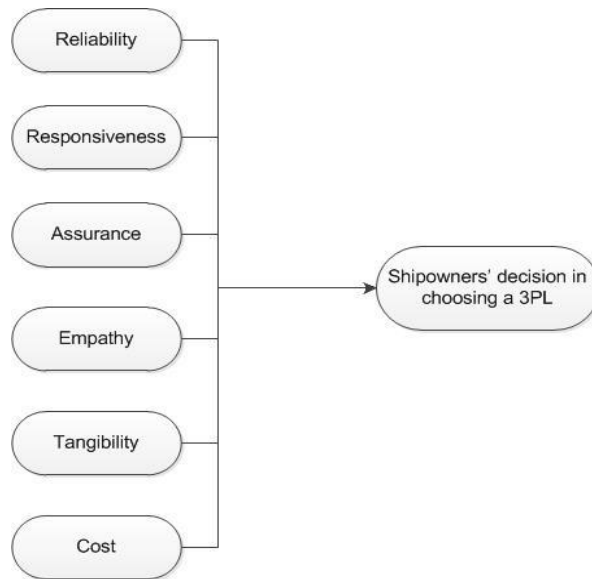 Reliability
Responsiveness
Assurance
Empathy
Tangibility
Cost
Shipowners’ decision in
choosing a 3PL